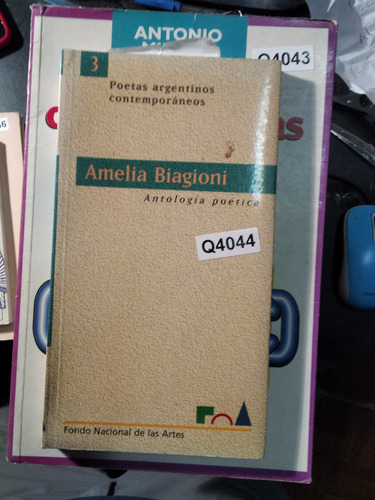 ANTONIO
Q4043
3
Poetas argentinos
contemporáneos
Amelia Biagioni
Antología poética
Q4044
Fondo Nacional de las Artes